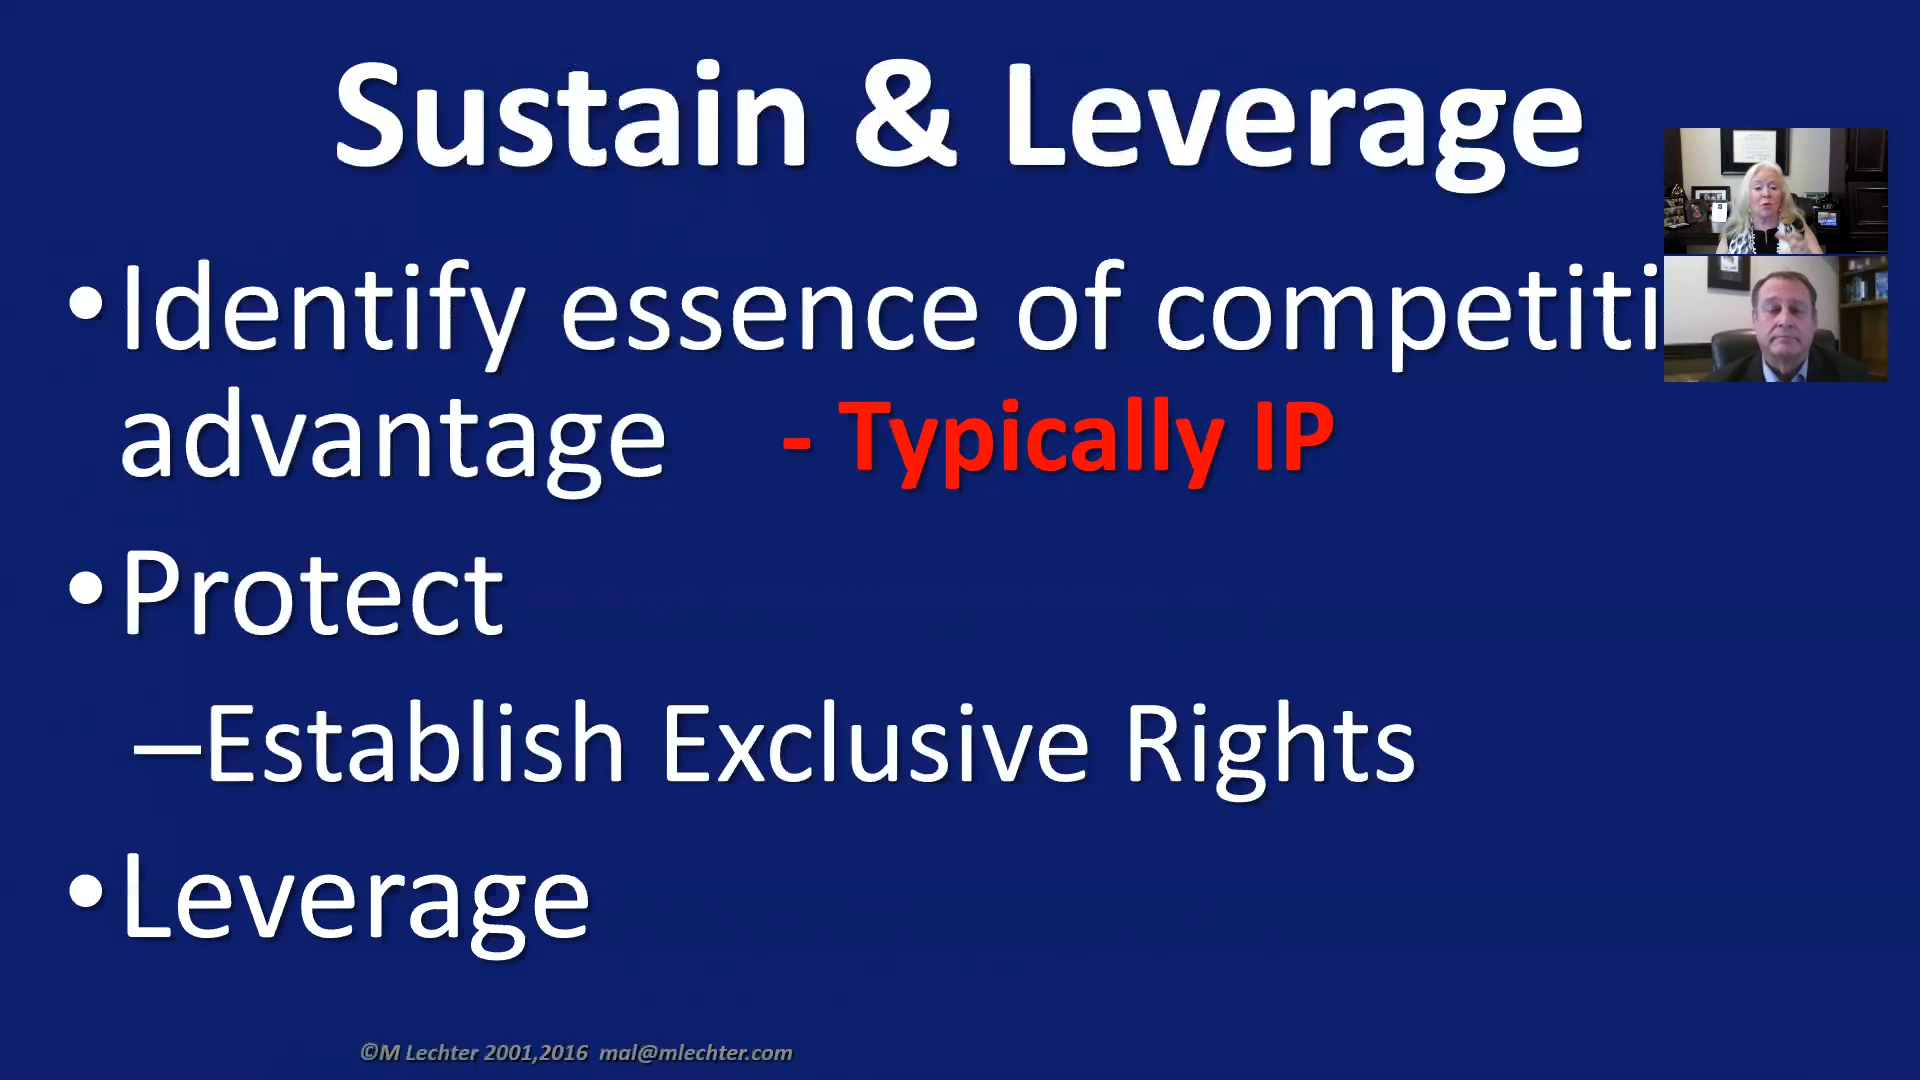 Sustain & Leverage
•Identify essence of competiti
advantage - Typically IP
•Protect
–Establish Exclusive Rights
•Leverage
©M Lechter 2001,2016 mal@mlechter.com